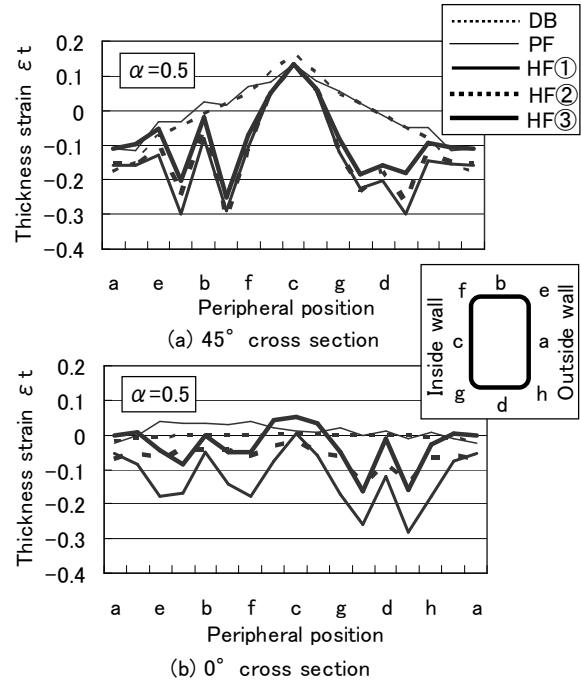 DB
PF
HF①
HF②
HF③
Thickness strain εt
0.2
0.1
0
-0.1
-0.2
-0.3
-0.4
α=0.5
a e b f c g d
Peripheral position
(a) 45° cross section
f b e
Inside wall
c a
Outside wall
g d h
Thickness strain εt
0.2
0.1
0
-0.1
-0.2
-0.3
-0.4
α=0.5
a e b f c g d h a
Peripheral position
(b) 0° cross section